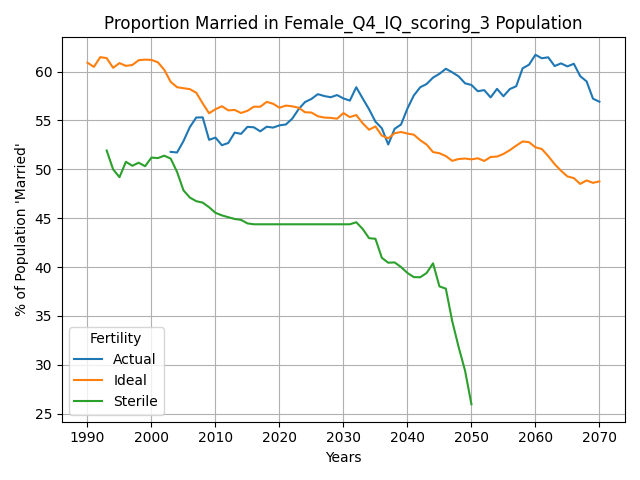 Proportion Married in Female_Q4_IQ_scoring_3 Population
% of Population 'Married'
60
55
50
45
40
35
30
25
Fertility
Actual
Ideal
Sterile
1990 2000 2010 2020 2030 2040 2050 2060 2070
Years